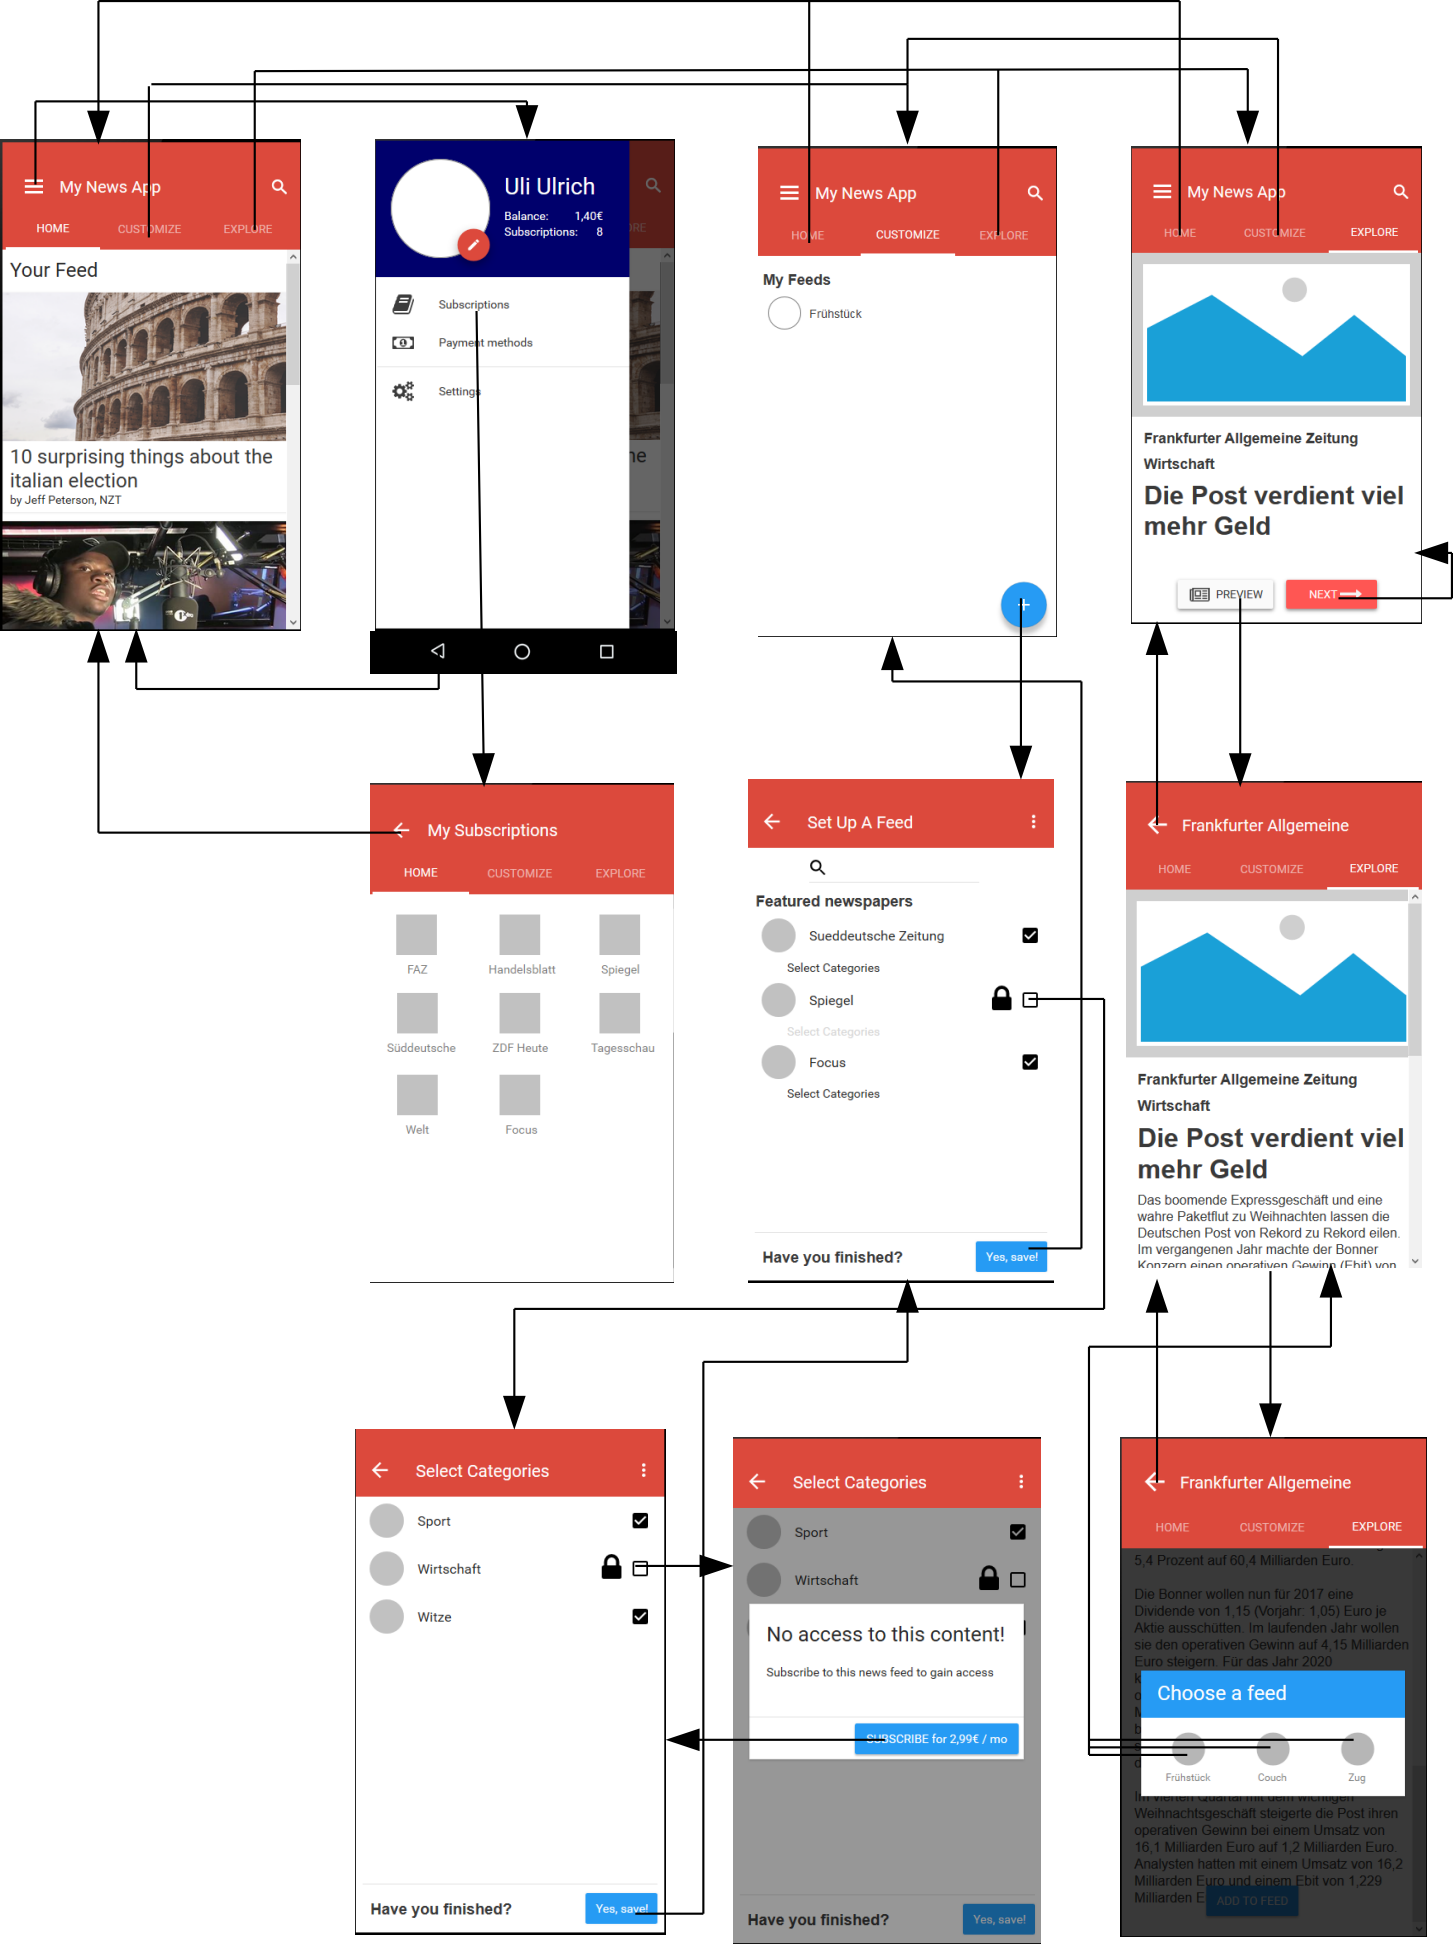 My News App
HOME
CUSTOMIZE
EXPLORE
Your Feed
10 surprising things about the
italian election
by Jeff Peterson, NZT
Uli Ulrich
Balance: 1,40€
Subscriptions: 8
Subscriptions
Payment methods
Settings
My News App
HOME
CUSTOMIZE
EXPLORE
My Feeds
Frühstück
+
My News App
HOME
CUSTOMIZE
EXPLORE
Frankfurter Allgemeine Zeitung
Wirtschaft
Die Post verdient viel
mehr Geld
PREVIEW
NEXT
My Subscriptions
HOME
CUSTOMIZE
EXPLORE
FAZ
Handelsblatt
Spiegel
Süddeutsche
ZDF Heute
Tagesschau
Welt
Focus
Set Up A Feed
Featured newspapers
Sueddeutsche Zeitung
Select Categories
Spiegel
Select Categories
Focus
Select Categories
Have you finished?
Yes, save!
Frankfurter Allgemeine
HOME
CUSTOMIZE
EXPLORE
Frankfurter Allgemeine Zeitung
Wirtschaft
Die Post verdient viel
mehr Geld
Das boomende Expressgeschäft und eine
wahre Paketflut zu Weihnachten lassen die
Deutschen Post von Rekord zu Rekord eilen.
Im vergangenen Jahr machte der Bonner
Konzern einen operativen Gewinn (Ebit) von
Select Categories
Sport
Wirtschaft
Witze
Have you finished?
Yes, save!
Select Categories
Sport
Wirtschaft
No access to this content!
Subscribe to this news feed to gain access
SUBSCRIBE for 2,99€ / mo
Have you finished?
Yes, save!
Frankfurter Allgemeine
HOME
CUSTOMIZE
EXPLORE
5,4 Prozent auf 60,4 Milliarden Euro.
Die Bonner wollen nun für 2017 eine
Dividende von 1,15 (Vorjahr: 1,05) Euro je
Aktie ausschütten. Im laufenden Jahr wollen
sie den operativen Gewinn auf 4,15 Milliarden
Euro steigern. Für das Jahr 2020
Choose a feed
Frühstück
Couch
Zug
Im vierten Quartal mit dem wichtigen
Weihnachtsgeschäft steigerte die Post ihren
operativen Gewinn bei einem Umsatz von
16,1 Milliarden Euro auf 1,2 Milliarden Euro.
Analysten hatten mit einem Umsatz von 16,2
Milliarden Euro und einem Ebit von 1,229
Milliarden E
ADD TO FEED